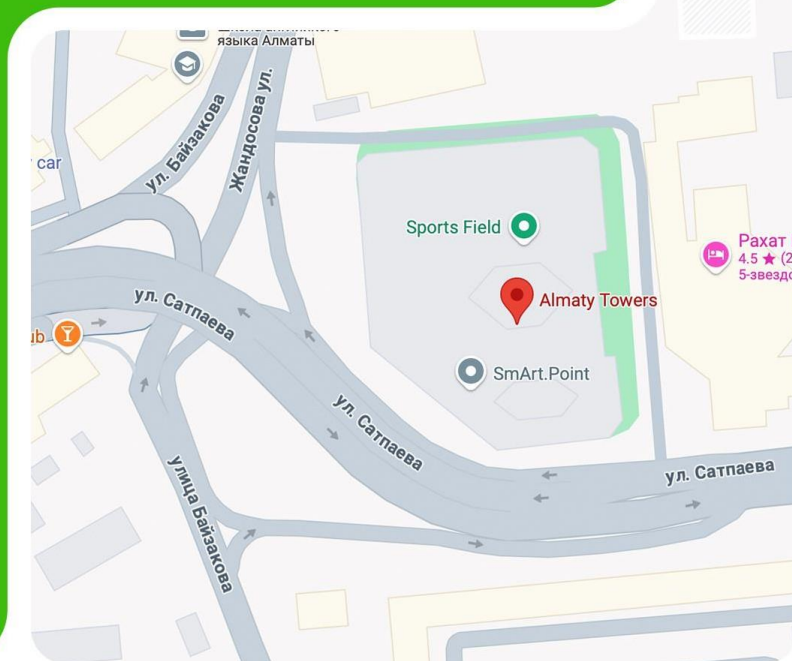 языка Алматы
ул. Байзакова
Жандосова ул.
car
Sports Field
Рахат
4.5 ★ (2
5-звездо
ул. Сатпаева
Almaty Towers
ub
SmArt.Point
ул. Сатпаева
ул. Сатпаева
улица Байзакова